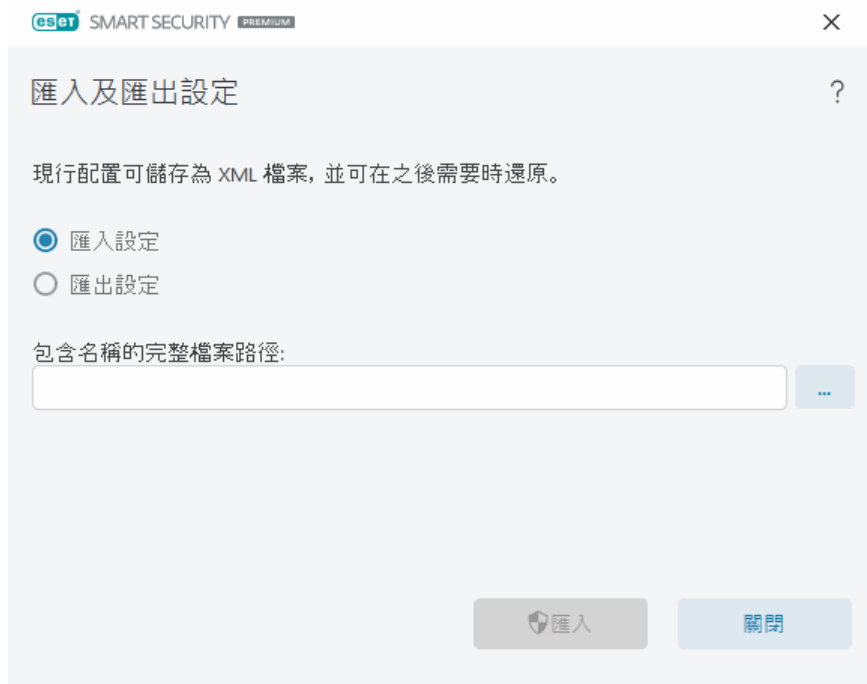 eset SMART SECURITY PREMIUM
匯入及匯出設定
?
現行配置可儲存為 XML 檔案, 並可在之後需要時還原。
匯入設定
匯出設定
包含名稱的完整檔案路徑:
...
匯入
關閉